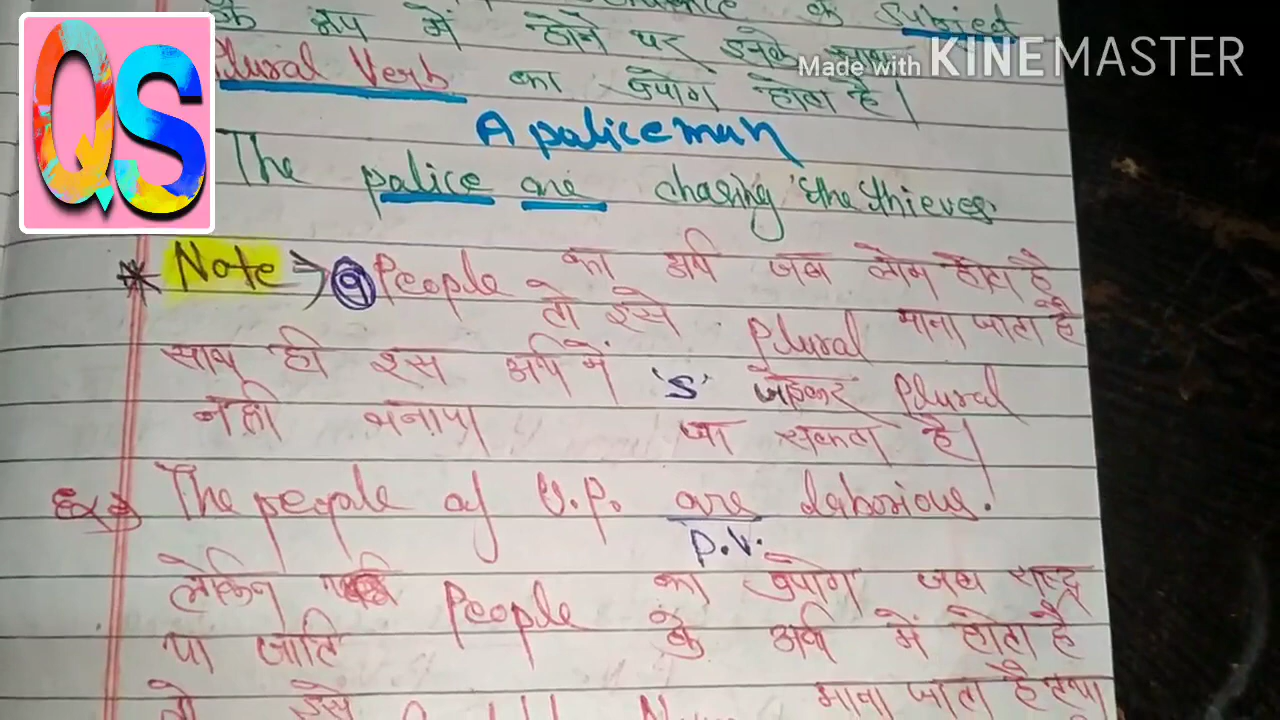 के रूप में होने पर इनके साथ
subject
Made with KINEMASTER
QS
Plural Verb का प्रयोग होता है।
A policeman
The police are chasing the thieves.
* Note ⇒ ① People का अर्थ जब लोग होता है
तो इसे Plural माना जाता है
साथ ही इस अर्थ में 'S' जोड़कर Plural
नहीं बनाया जा सकता है।
Ex ⇒ The people of U.P. are laborious.
P.V.
लेकिन People का प्रयोग जब राष्ट्र
या जाति के अर्थ में होता है
तो इसे माना जाता है तथा